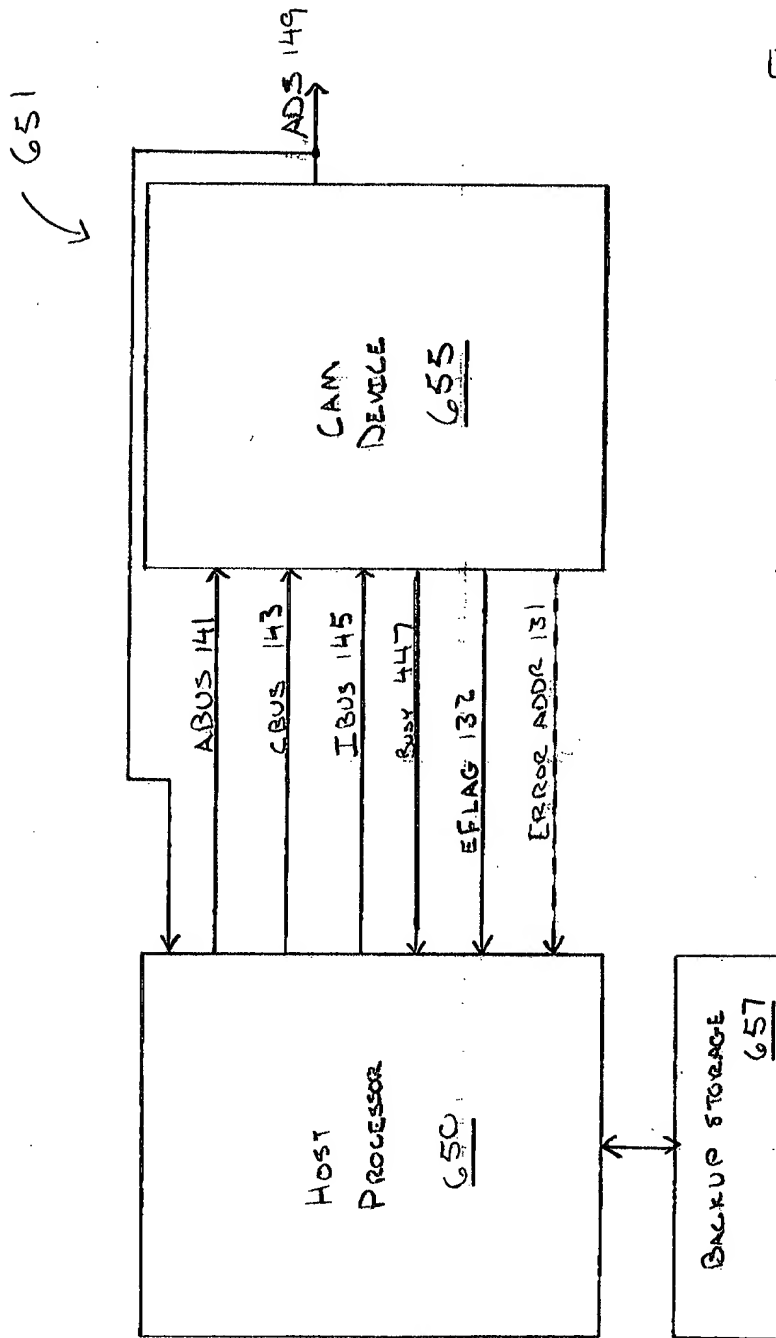 651
ADS 149
CAM
DEVICE
655
ABUS 141
CBUS 143
IBUS 145
BUSY 447
EFLAG 132
ERROR ADDR 131
HOST
PROCESSOR
650
BACKUP STORAGE
657